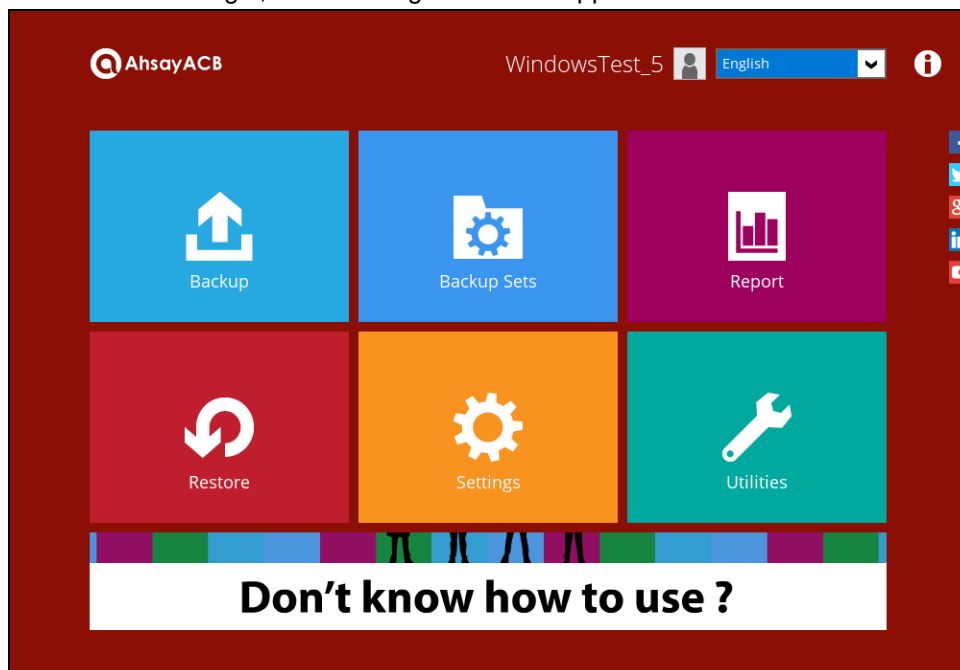 AhsayACB
WindowsTest_5
English
Backup
Backup Sets
Report
Restore
Settings
Utilities
Don't know how to use ?